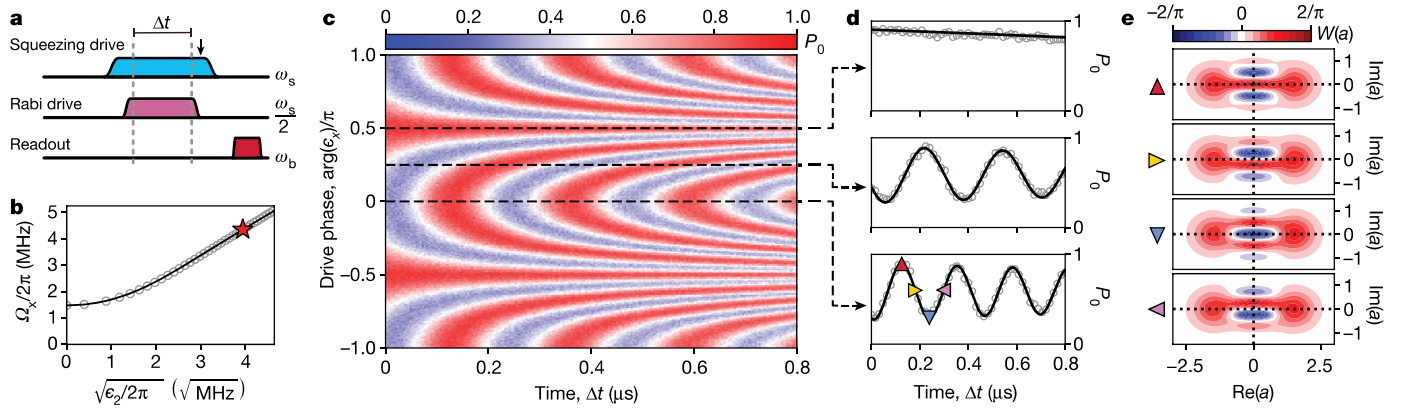 a
Δt
Squeezing drive
ω_s
Rabi drive
ω_s/2
Readout
ω_b
b
5
4
3
2
1
0
Ω_x/2π (MHz)
0 1 2 3 4
√ϵ₂/2π (√MHz)
c
0 0.2 0.4 0.6 0.8 1.0
P₀
1.0
0.5
0
−0.5
−1.0
Drive phase, arg(ϵ_x)/π
0 0.2 0.4 0.6 0.8
Time, Δt (μs)
d
1
P₀
0
1
P₀
0
1
P₀
0
0 0.2 0.4 0.6 0.8
Time, Δt (μs)
e
−2/π 0 2/π
W(a)
1
0
−1
Im(a)
1
0
−1
Im(a)
1
0
−1
Im(a)
1
0
−1
Im(a)
−2.5 0 2.5
Re(a)